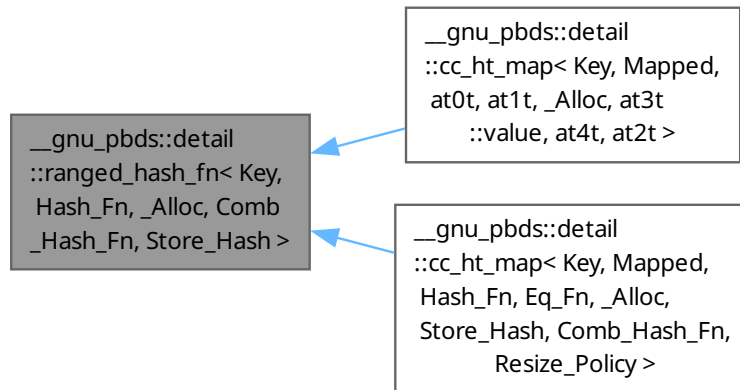 __gnu_pbds::detail
::ranged_hash_fn< Key,
Hash_Fn, _Alloc, Comb
_Hash_Fn, Store_Hash >
__gnu_pbds::detail
::cc_ht_map< Key, Mapped,
at0t, at1t, _Alloc, at3t
::value, at4t, at2t >
__gnu_pbds::detail
::cc_ht_map< Key, Mapped,
Hash_Fn, Eq_Fn, _Alloc,
Store_Hash, Comb_Hash_Fn,
Resize_Policy >